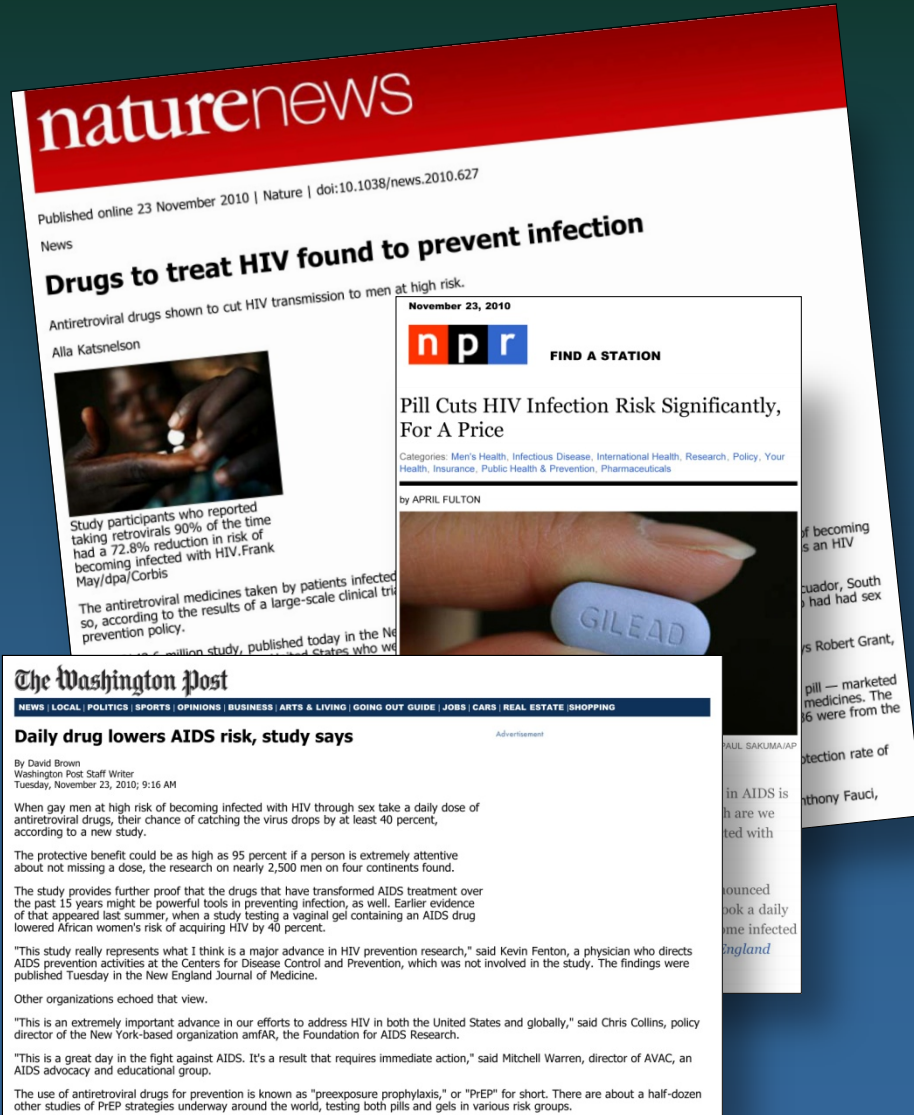 naturenews
Published online 23 November 2010 | Nature | doi:10.1038/news.2010.627
News
Drugs to treat HIV found to prevent infection
Antiretroviral drugs shown to cut HIV transmission to men at high risk.
Alla Katsnelson
Study participants who reported
taking retrovirals 90% of the time
had a 72.8% reduction in risk of
becoming infected with HIV.Frank
May/dpa/Corbis
The antiretroviral medicines taken by patients infected
so, according to the results of a large-scale clinical
prevention policy.
million study, published today in the
States who
of becoming
is an HIV
South
had had sex
Robert Grant,
pill — marketed
medicines. The
were from the
rate of
Fauci,
November 23, 2010
npr
FIND A STATION
Pill Cuts HIV Infection Risk Significantly,
For A Price
Categories: Men's Health, Infectious Disease, International Health, Research, Policy, Your
Health, Insurance, Public Health & Prevention, Pharmaceuticals
by APRIL FULTON
GILEAD
PAUL SAKUMA/AP
in AIDS is
are we
with
a daily
infected
England
The Washington Post
NEWS | LOCAL | POLITICS | SPORTS | OPINIONS | BUSINESS | ARTS & LIVING | GOING OUT GUIDE | JOBS | CARS | REAL ESTATE |SHOPPING
Daily drug lowers AIDS risk, study says
Advertisement
By David Brown
Washington Post Staff Writer
Tuesday, November 23, 2010; 9:16 AM
When gay men at high risk of becoming infected with HIV through sex take a daily dose of
antiretroviral drugs, their chance of catching the virus drops by at least 40 percent,
according to a new study.
The protective benefit could be as high as 95 percent if a person is extremely attentive
about not missing a dose, the research on nearly 2,500 men on four continents found.
The study provides further proof that the drugs that have transformed AIDS treatment over
the past 15 years might be powerful tools in preventing infection, as well. Earlier evidence
of that appeared last summer, when a study testing a vaginal gel containing an AIDS drug
lowered African women's risk of acquiring HIV by 40 percent.
"This study really represents what I think is a major advance in HIV prevention research," said Kevin Fenton, a physician who directs
AIDS prevention activities at the Centers for Disease Control and Prevention, which was not involved in the study. The findings were
published Tuesday in the New England Journal of Medicine.
Other organizations echoed that view.
"This is an extremely important advance in our efforts to address HIV in both the United States and globally," said Chris Collins, policy
director of the New York-based organization amfAR, the Foundation for AIDS Research.
"This is a great day in the fight against AIDS. It's a result that requires immediate action," said Mitchell Warren, director of AVAC, an
AIDS advocacy and educational group.
The use of antiretroviral drugs for prevention is known as "preexposure prophylaxis," or "PrEP" for short. There are about a half-dozen
other studies of PrEP strategies underway around the world, testing both pills and gels in various risk groups.